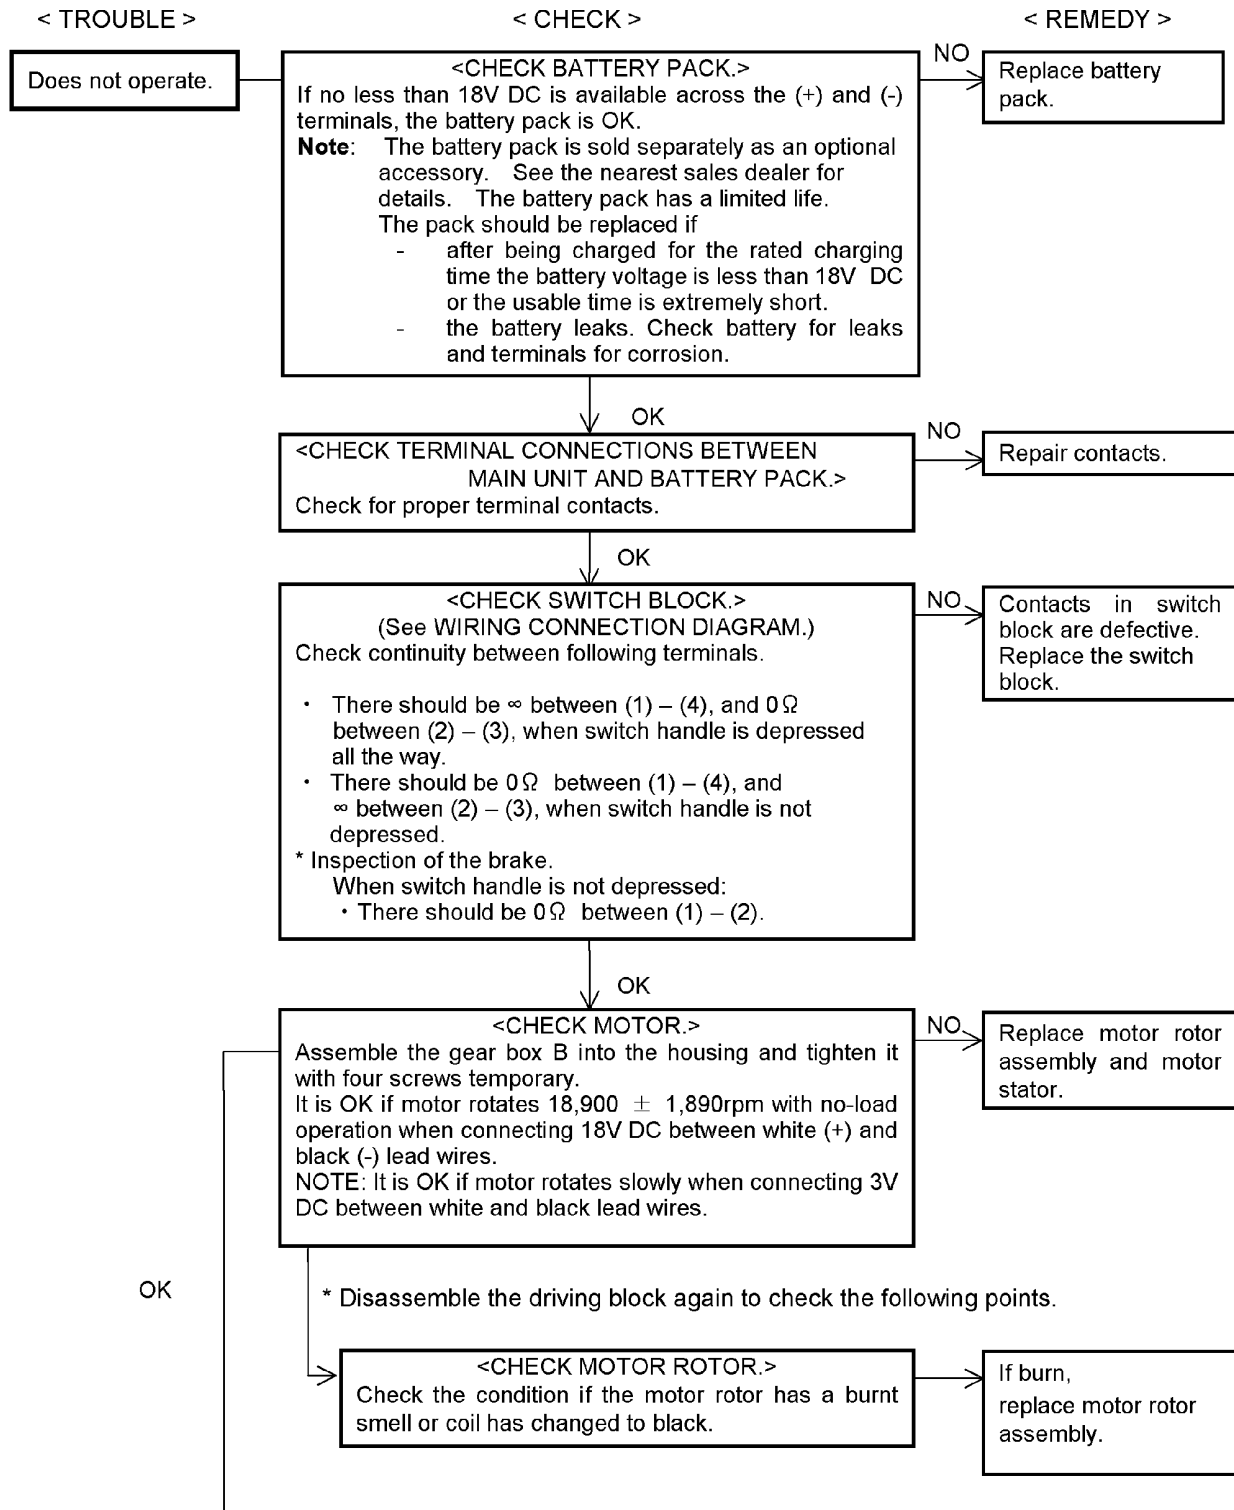 < TROUBLE >
< CHECK >
< REMEDY >
Does not operate.
<CHECK BATTERY PACK.>
If no less than 18V DC is available across the (+) and (-)
terminals, the battery pack is OK.
Note: The battery pack is sold separately as an optional
accessory. See the nearest sales dealer for
details. The battery pack has a limited life.
The pack should be replaced if
- after being charged for the rated charging
time the battery voltage is less than 18V DC
or the usable time is extremely short.
- the battery leaks. Check battery for leaks
and terminals for corrosion.
NO
Replace battery
pack.
OK
<CHECK TERMINAL CONNECTIONS BETWEEN
MAIN UNIT AND BATTERY PACK.>
Check for proper terminal contacts.
NO
Repair contacts.
OK
<CHECK SWITCH BLOCK.>
(See WIRING CONNECTION DIAGRAM.)
Check continuity between following terminals.
・ There should be ∞ between (1) – (4), and 0Ω
between (2) – (3), when switch handle is depressed
all the way.
・ There should be 0Ω between (1) – (4), and
∞ between (2) – (3), when switch handle is not
depressed.
* Inspection of the brake.
When switch handle is not depressed:
・There should be 0Ω between (1) – (2).
NO
Contacts in switch
block are defective.
Replace the switch
block.
OK
<CHECK MOTOR.>
Assemble the gear box B into the housing and tighten it
with four screws temporary.
It is OK if motor rotates 18,900 ± 1,890rpm with no-load
operation when connecting 18V DC between white (+) and
black (-) lead wires.
NOTE: It is OK if motor rotates slowly when connecting 3V
DC between white and black lead wires.
NO
Replace motor rotor
assembly and motor
stator.
OK
* Disassemble the driving block again to check the following points.
<CHECK MOTOR ROTOR.>
Check the condition if the motor rotor has a burnt
smell or coil has changed to black.
If burn,
replace motor rotor
assembly.